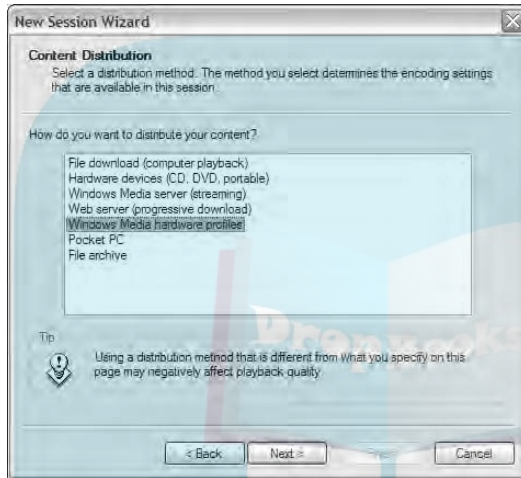 New Session Wizard
Content Distribution
Select a distribution method. The method you select determines the encoding settings
that are available in this session.
How do you want to distribute your content?
File download (computer playback)
Hardware devices (CD, DVD, portable)
Windows Media server (streaming)
Web server (progressive download)
Windows Media hardware profiles
Pocket PC
File archive
Tip
Using a distribution method that is different from what you specify on this
page may negatively affect playback quality.
DropBooks
< Back
Next >
Cancel